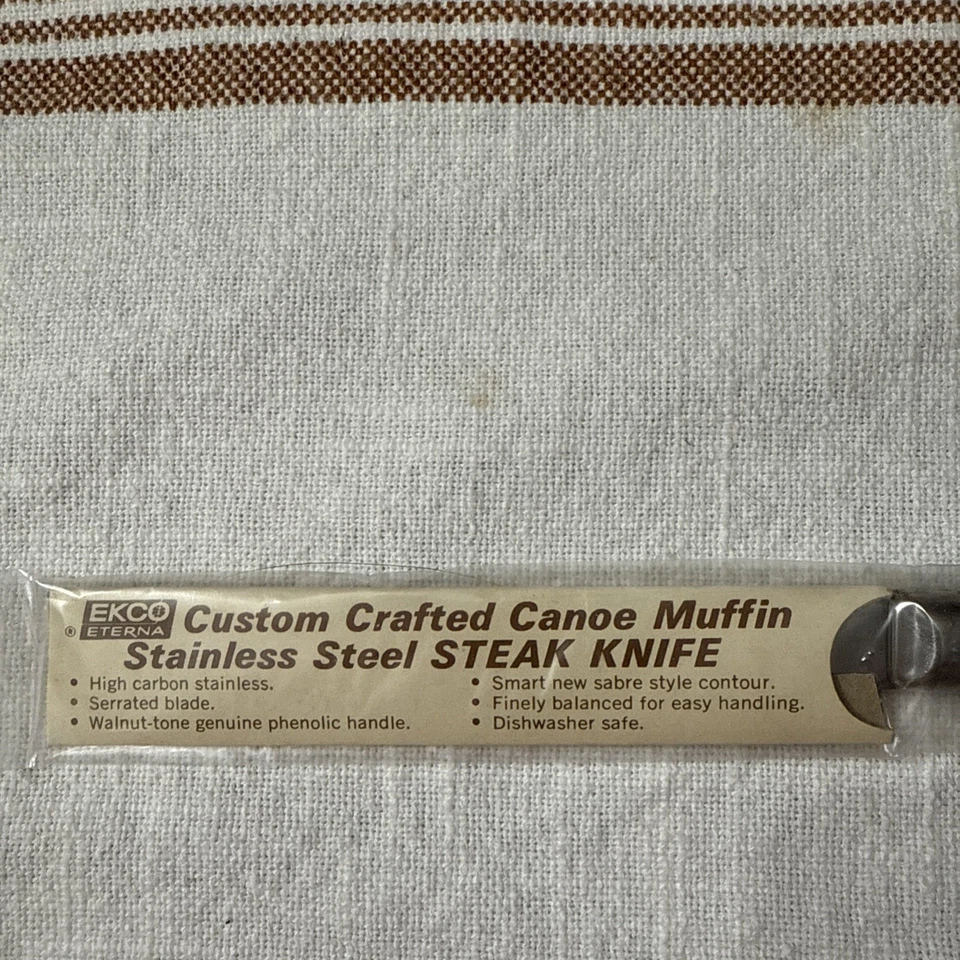 EKCO
® ETERNA
Custom Crafted Canoe Muffin
Stainless Steel STEAK KNIFE
• High carbon stainless.
• Serrated blade.
• Walnut-tone genuine phenolic handle.
• Smart new sabre style contour.
• Finely balanced for easy handling.
• Dishwasher safe.